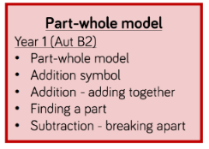 Part-whole model
Year 1 (Aut B2)
• Part-whole model
• Addition symbol
• Addition - adding together
• Finding a part
• Subtraction - breaking apart